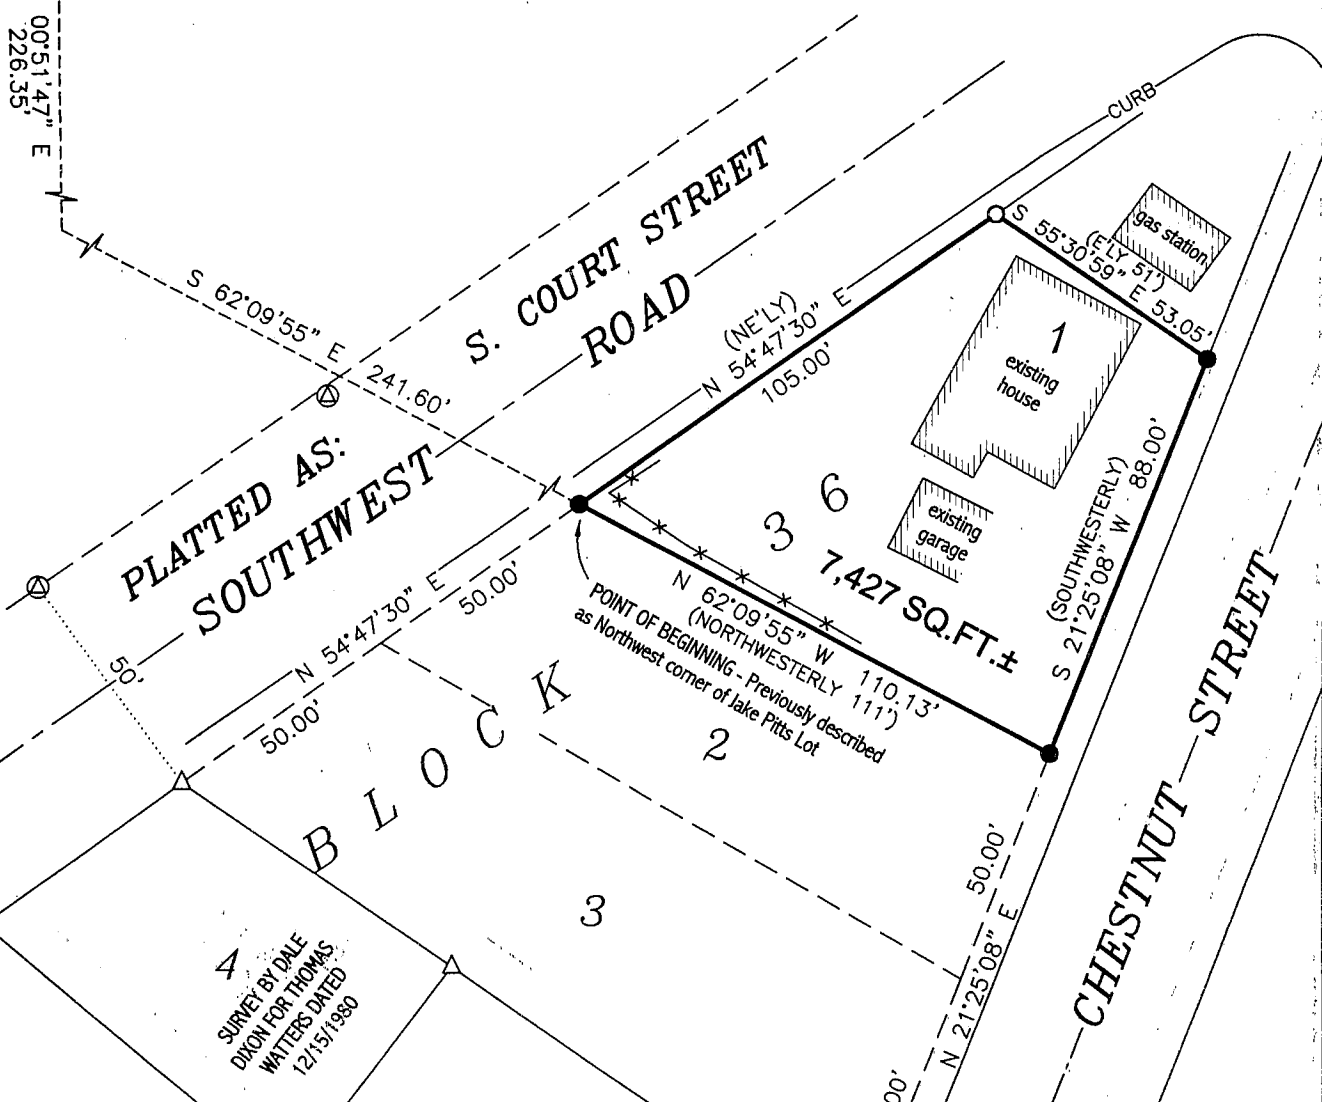 00°51'47" E
226.35'
CURB
S 62°09'55" E
241.60'
S. COURT STREET
ROAD
PLATTED AS:
SOUTHWEST
(NE'LY)
N 54°47'30" E
105.00'
S 55°30'59" E 53.05'
(E'LY 51')
gas station
1
existing
house
existing
garage
36
7,427 SQ.FT.±
(SOUTHWESTERLY)
S 21°25'08" W 88.00'
N 62°09'55" W 110.13'
(NORTHWESTERLY 111')
POINT OF BEGINNING - Previously described
as Northwest corner of Jake Pitts Lot
N 54°47'30" E
50.00'
50.00'
50'
BLOCK
2
3
4
SURVEY BY DALE
DIXON FOR THOMAS
WATTERS DATED
12/15/1980
50.00'
N 21°25'08" E
00'
CHESTNUT STREET